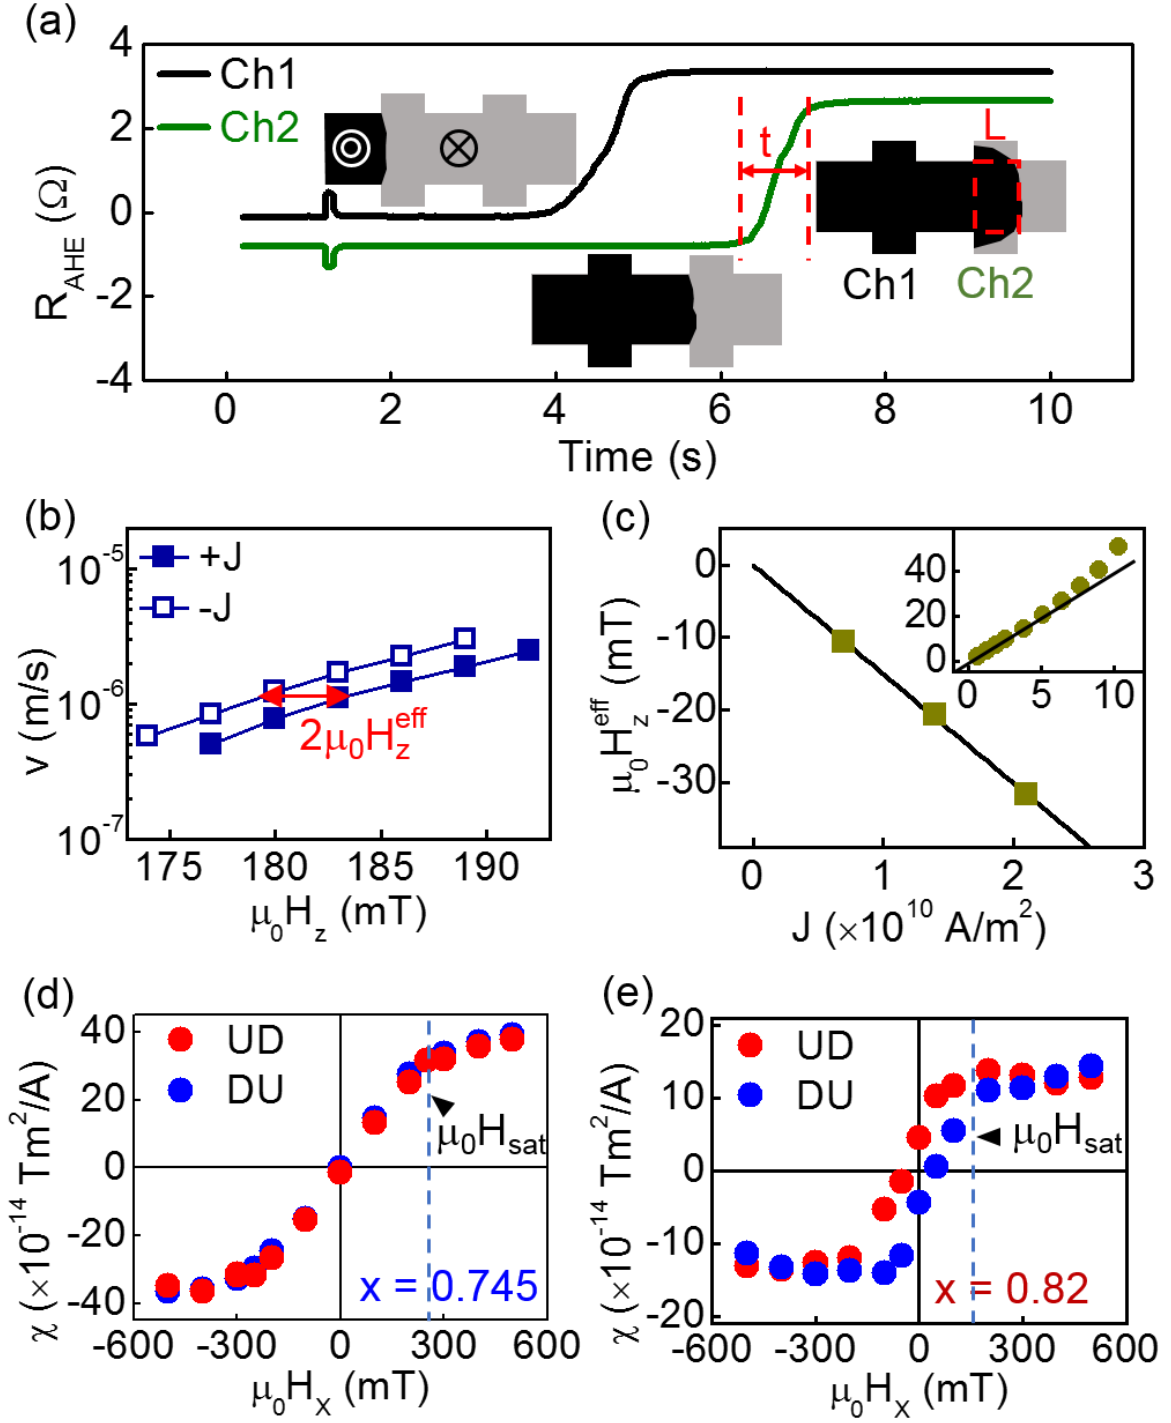 (a)
4
2
0
-2
-4
R_AHE (Ω)
Ch1
Ch2
t
L
Ch1
Ch2
0 2 4 6 8 10
Time (s)
(b)
10^-5
10^-6
10^-7
v (m/s)
+J
-J
2μ₀H_z^eff
175 180 185 190
μ₀H_z (mT)
(c)
0
-10
-20
-30
μ₀H_z^eff (mT)
40
20
0
0 5 10
0 1 2 3
J (×10^10 A/m^2)
(d)
40
20
0
-20
-40
χ (×10^-14 Tm^2/A)
UD
DU
μ₀H_sat
x = 0.745
-600 -300 0 300 600
μ₀H_X (mT)
(e)
20
10
0
-10
-20
χ (×10^-14 Tm^2/A)
UD
DU
μ₀H_sat
x = 0.82
-600 -300 0 300 600
μ₀H_X (mT)